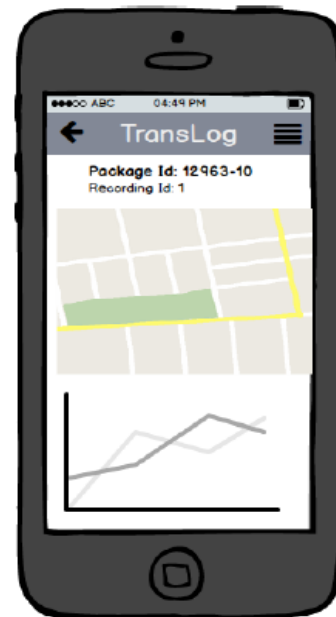 ABC 04:49 PM
TransLog
Package Id: 12963-10
Recording Id: 1